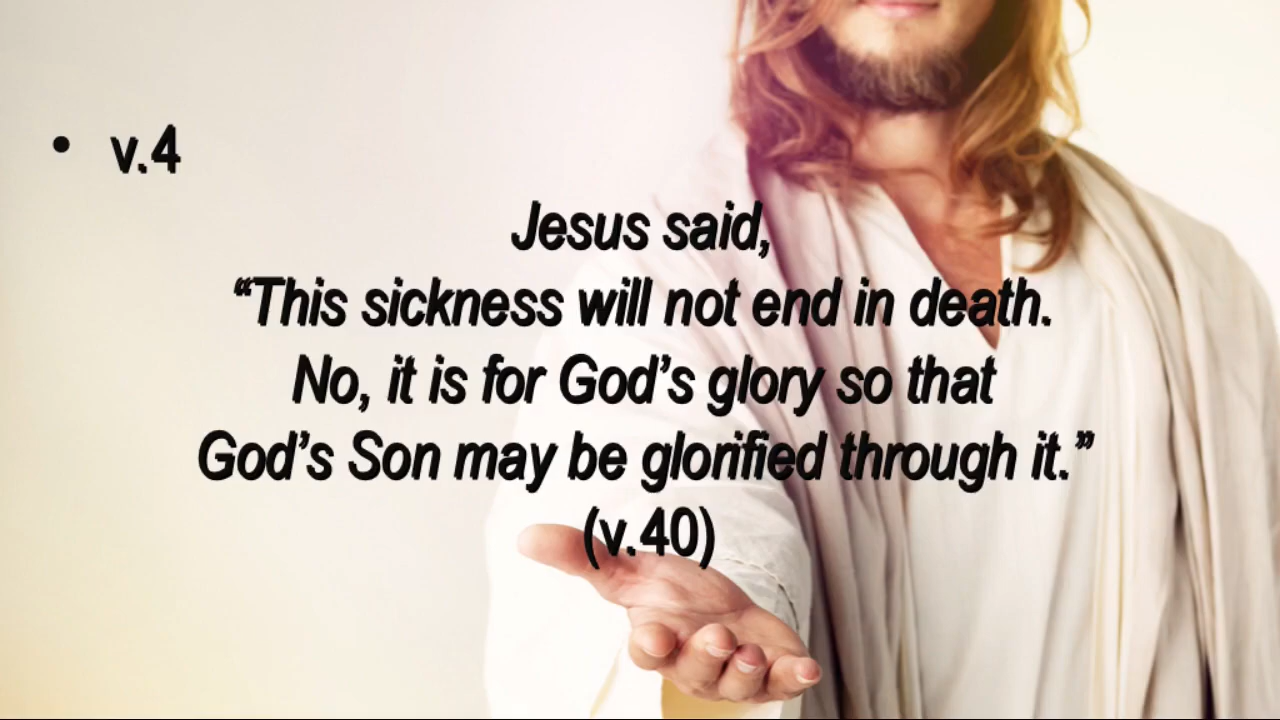 • v.4
Jesus said,
“This sickness will not end in death.
No, it is for God’s glory so that
God’s Son may be glorified through it.”
(v.40)